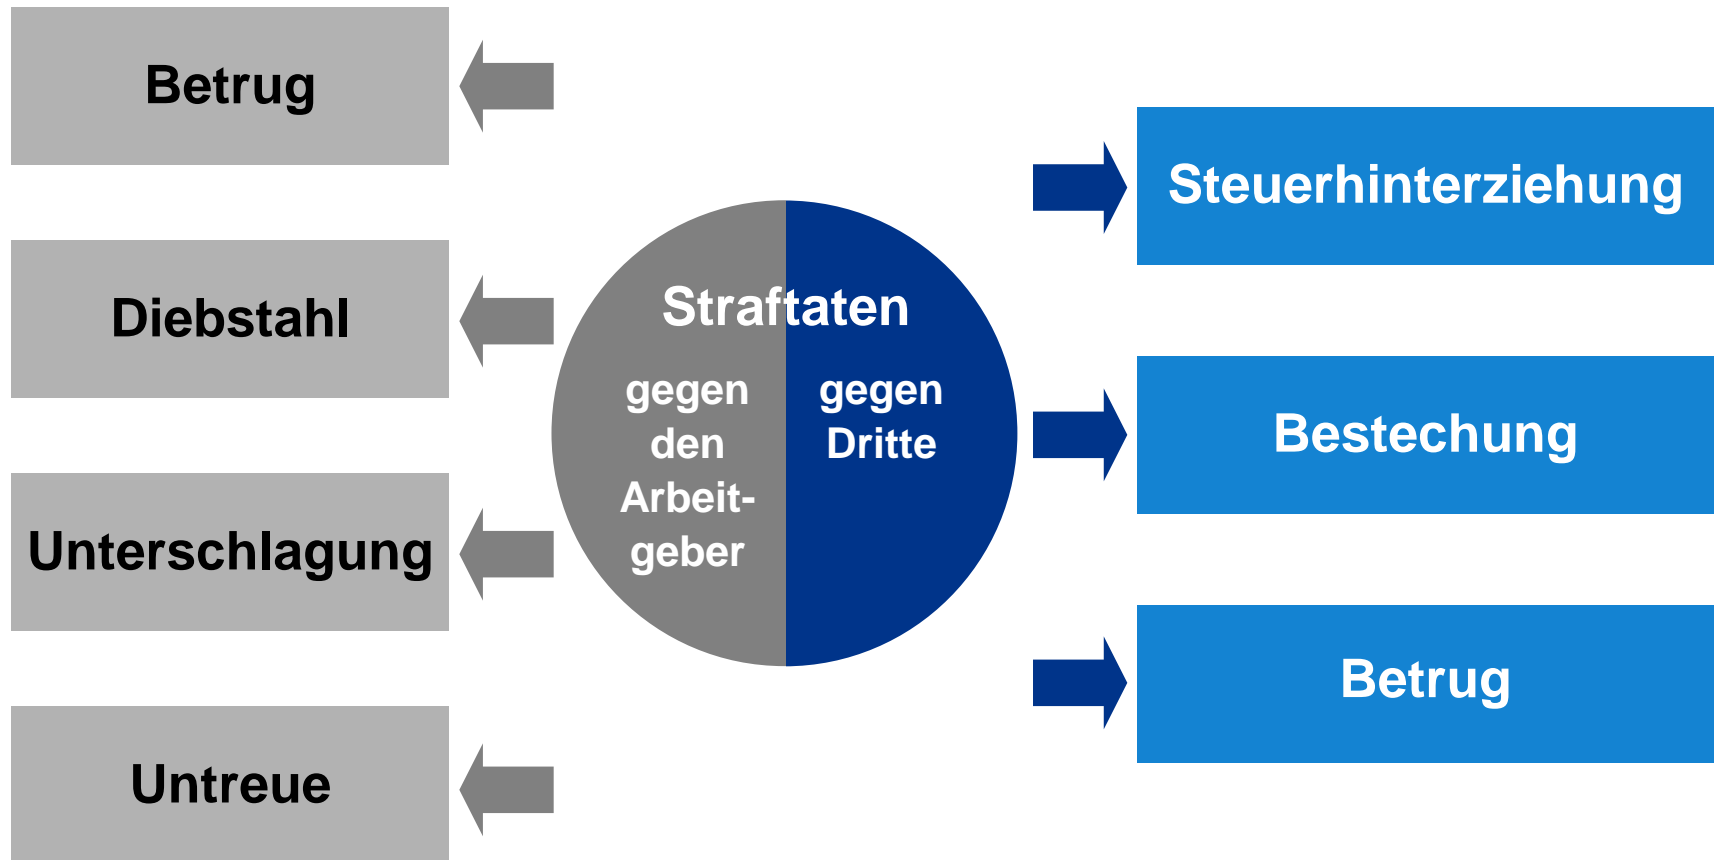 Betrug
Diebstahl
Unterschlagung
Untreue
Straftaten
gegen
den
Arbeit-
geber
gegen
Dritte
Steuerhinterziehung
Bestechung
Betrug